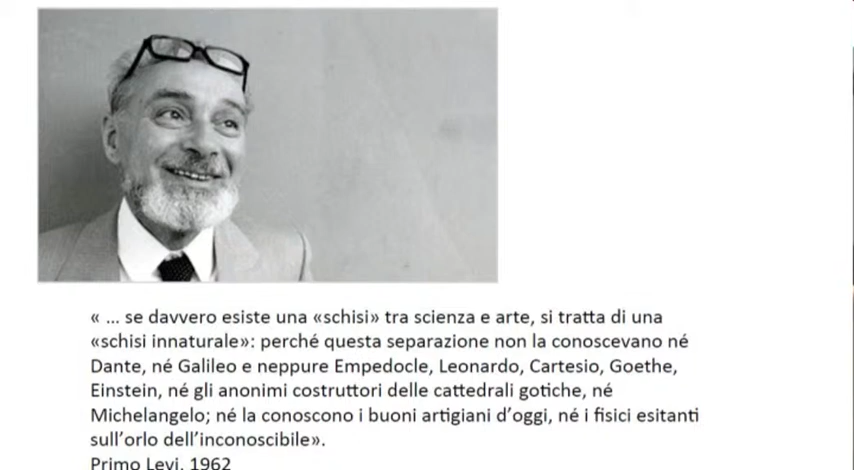 « ... se davvero esiste una «schisi» tra scienza e arte, si tratta di una
«schisi innaturale»: perché questa separazione non la conoscevano né
Dante, né Galileo e neppure Empedocle, Leonardo, Cartesio, Goethe,
Einstein, né gli anonimi costruttori delle cattedrali gotiche, né
Michelangelo; né la conoscono i buoni artigiani d'oggi, né i fisici esitanti
sull'orlo dell'inconoscibile».
Primo Levi, 1962